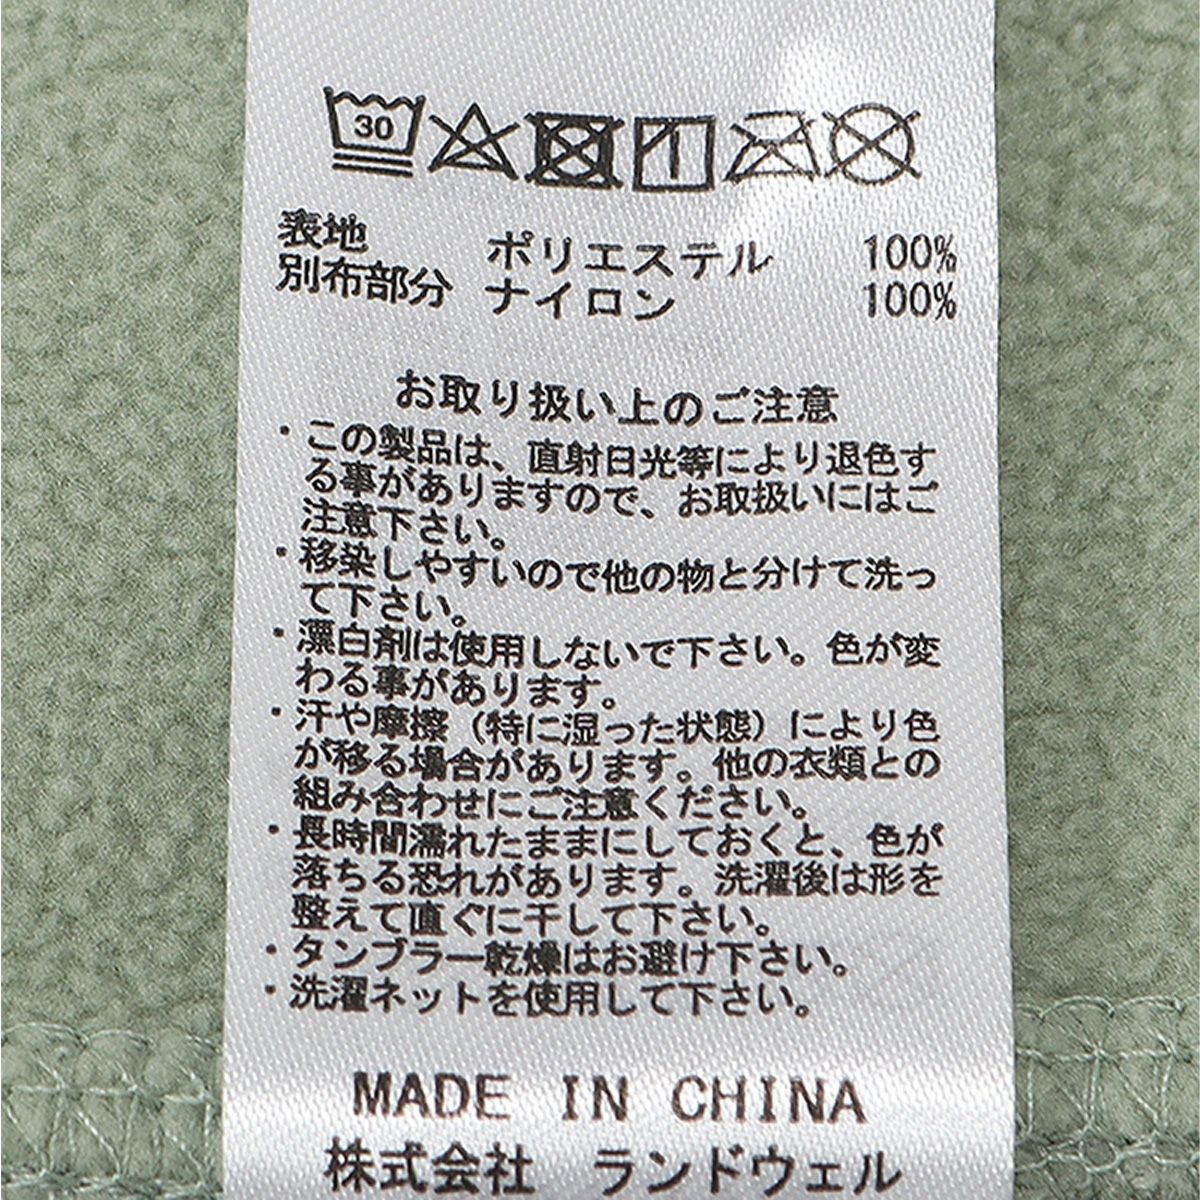 30
表地 ポリエステル 100%
別布部分 ナイロン 100%
お取り扱い上のご注意
・この製品は、直射日光等により退色す
る事がありますので、お取扱いにはご
注意下さい。
・移染しやすいので他の物と分けて洗っ
て下さい。
・漂白剤は使用しないで下さい。色が変
わる事があります。
・汗や摩擦（特に湿った状態）により色
が移る場合があります。他の衣類との
組み合わせにご注意ください。
・長時間濡れたままにしておくと、色が
落ちる恐れがあります。洗濯後は形を
整えて直ぐに干して下さい。
・タンブラー乾燥はお避け下さい。
・洗濯ネットを使用して下さい。
MADE IN CHINA
株式会社 ランドウェル